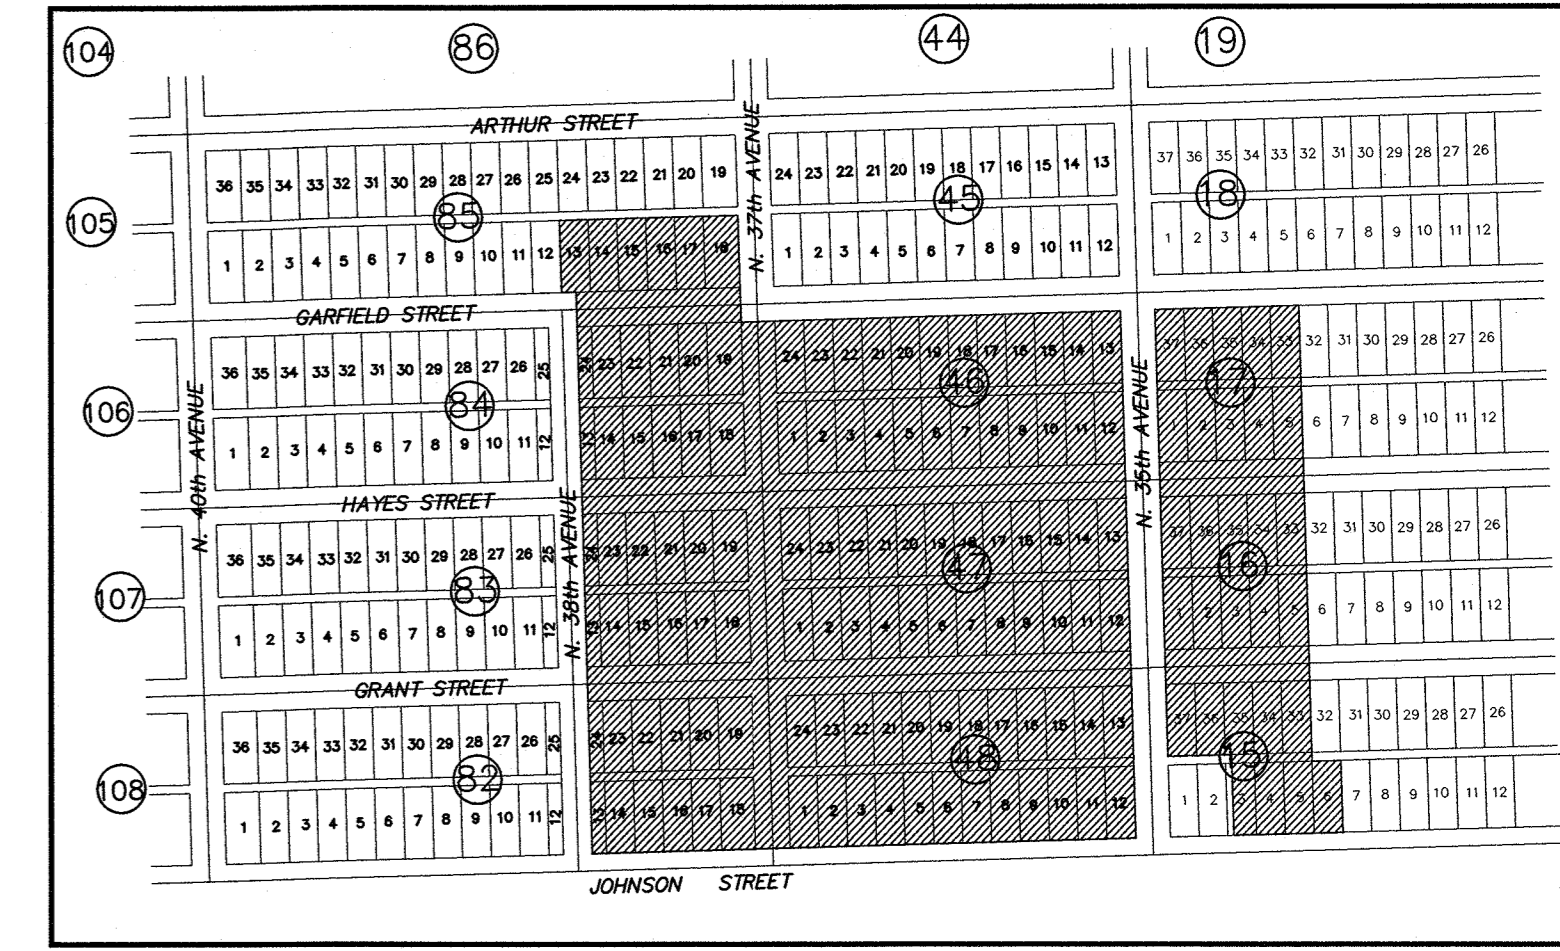 104 86 44 19
ARTHUR STREET
36 35 34 33 32 31 30 29 28 27 26 25 24 23 22 21 20 19
24 23 22 21 20 19 18 17 16 15 14 13
37 36 35 34 33 32 31 30 29 28 27 26
105 85 45 18
1 2 3 4 5 6 7 8 9 10 11 12 13 14 15 16 17 18
1 2 3 4 5 6 7 8 9 10 11 12
1 2 3 4 5 6 7 8 9 10 11 12
N. 37th AVENUE
GARFIELD STREET
36 35 34 33 32 31 30 29 28 27 26 25
24 23 22 21 20 19
24 23 22 21 20 19 18 17 16 15 14 13
37 36 35 34 33 32 31 30 29 28 27 26
106 84 46 17
1 2 3 4 5 6 7 8 9 10 11 12
13 14 15 16 17 18
1 2 3 4 5 6 7 8 9 10 11 12
1 2 3 4 5 6 7 8 9 10 11 12
N. 40th AVENUE
N. 35th AVENUE
HAYES STREET
36 35 34 33 32 31 30 29 28 27 26 25
24 23 22 21 20 19
24 23 22 21 20 19 18 17 16 15 14 13
37 36 35 34 33 32 31 30 29 28 27 26
107 83 47 16
1 2 3 4 5 6 7 8 9 10 11 12
13 14 15 16 17 18
1 2 3 4 5 6 7 8 9 10 11 12
1 2 3 4 5 6 7 8 9 10 11 12
N. 38th AVENUE
GRANT STREET
36 35 34 33 32 31 30 29 28 27 26 25
24 23 22 21 20 19
24 23 22 21 20 19 18 17 16 15 14 13
37 36 35 34 33 32 31 30 29 28 27 26
108 82 48 15
1 2 3 4 5 6 7 8 9 10 11 12
13 14 15 16 17 18
1 2 3 4 5 6 7 8 9 10 11 12
1 2 3 4 5 6 7 8 9 10 11 12
JOHNSON STREET